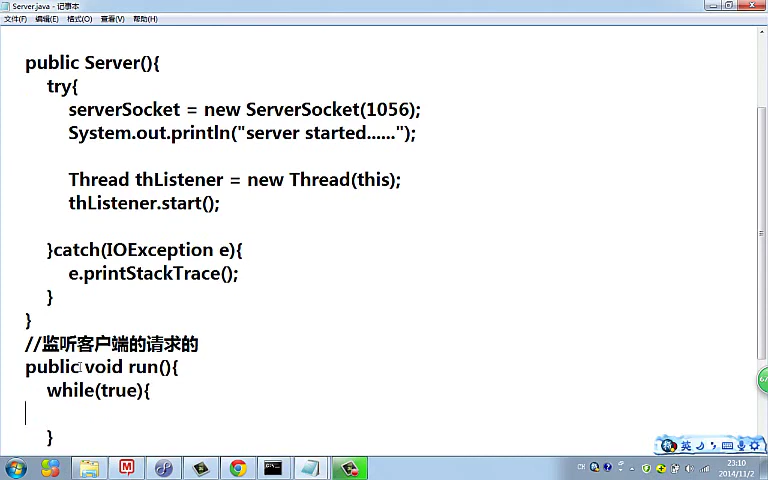 Server.java - 记事本
文件(F) 编辑(E) 格式(O) 查看(V) 帮助(H)
public Server(){
try{
serverSocket = new ServerSocket(1056);
System.out.println("server started......");
Thread thListener = new Thread(this);
thListener.start();
}catch(IOException e){
e.printStackTrace();
}
}
//监听客户端的请求的
public void run(){
while(true){
}
英
CH
23:10
2014/11/2